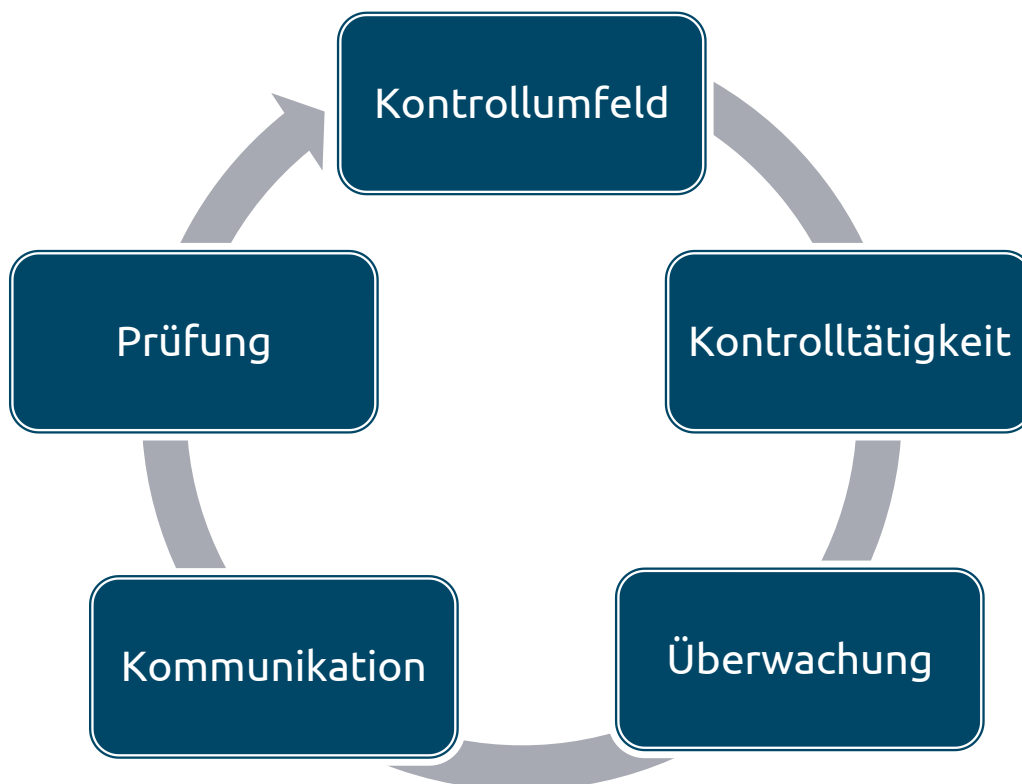 Kontrollumfeld
Kontrolltätigkeit
Überwachung
Kommunikation
Prüfung